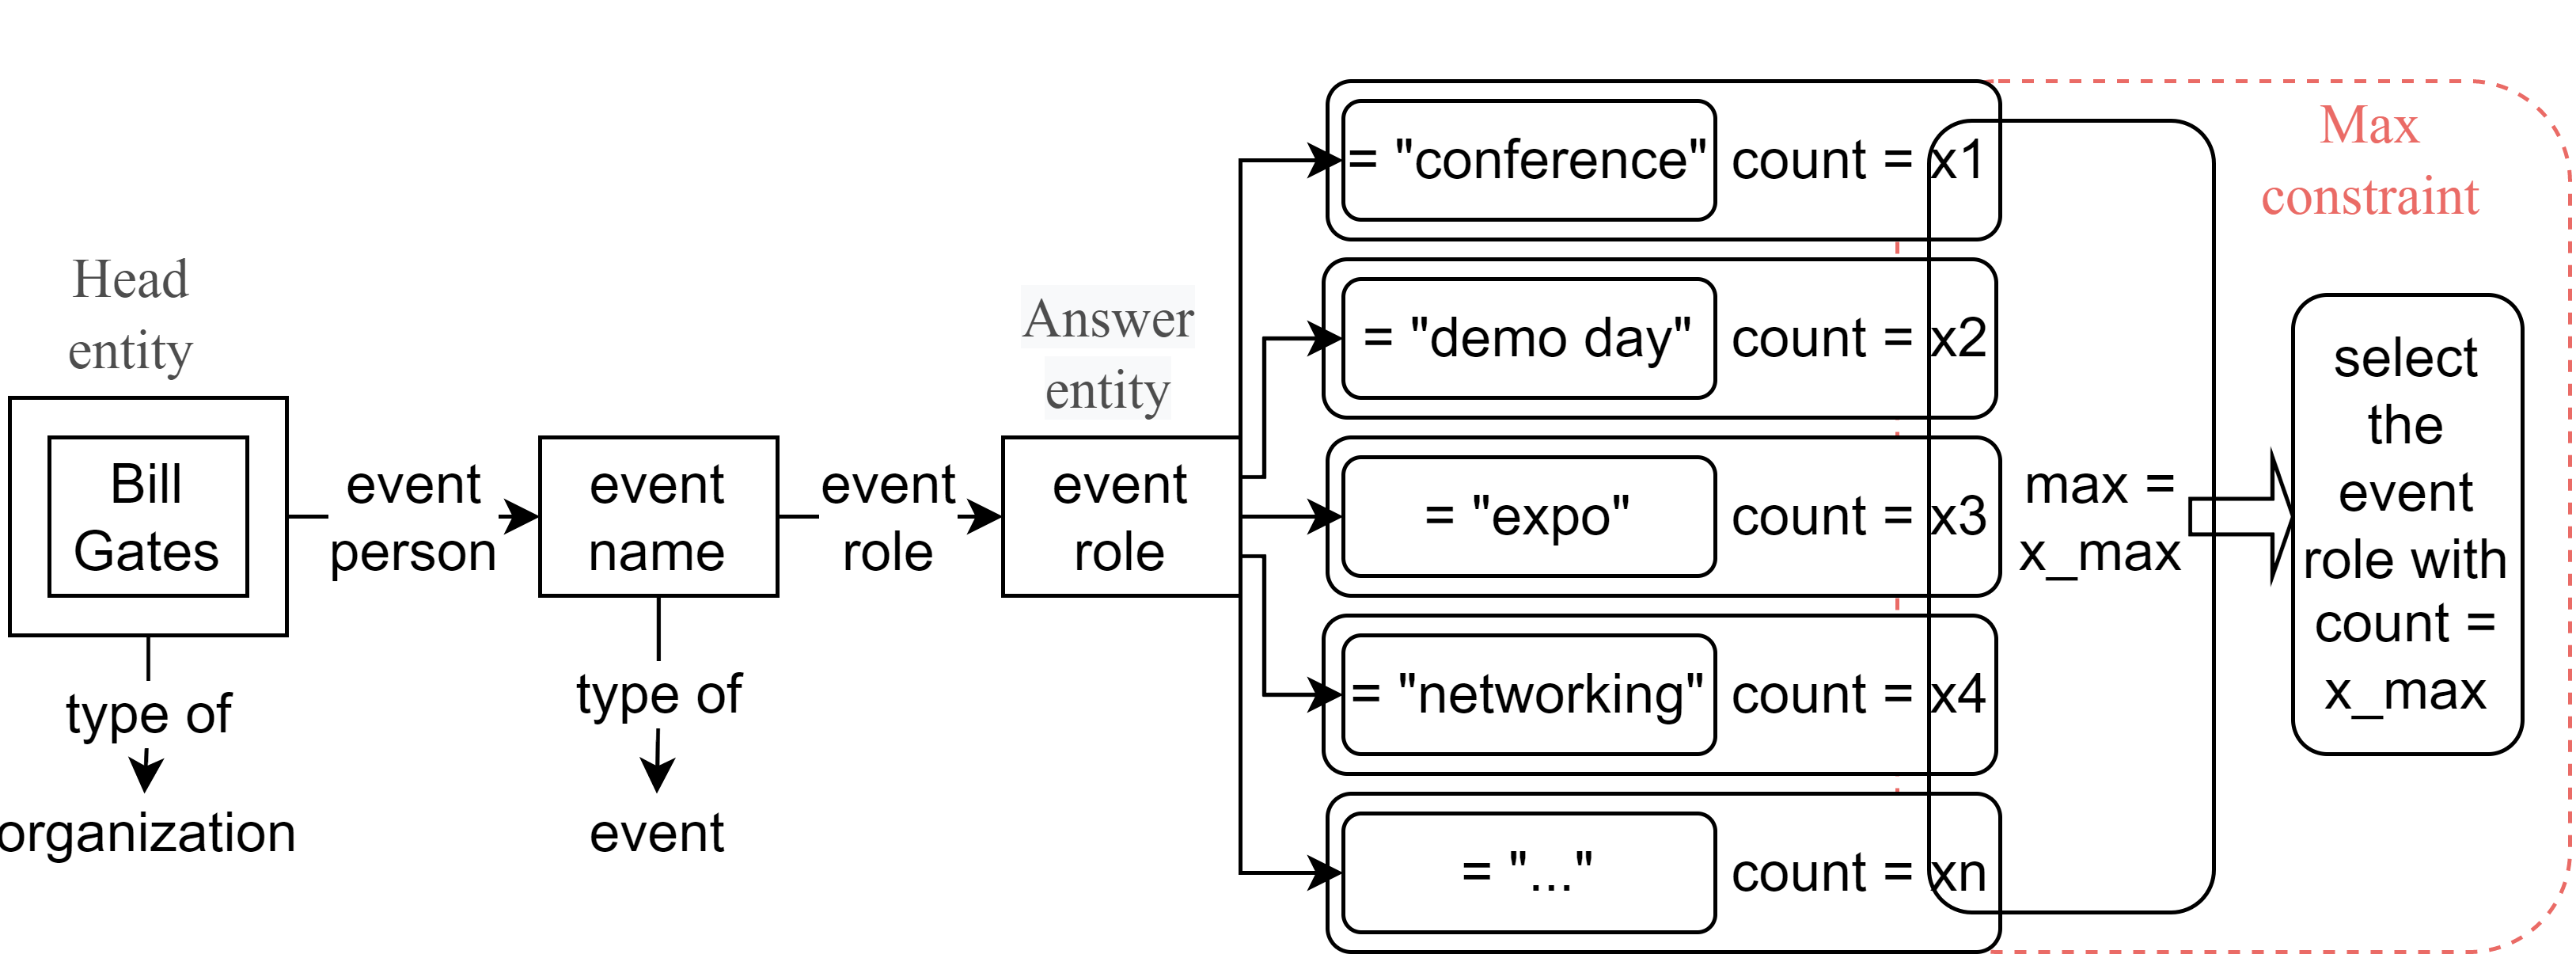 Head
entity
Bill
Gates
type of
organization
event
person
event
name
type of
event
event
role
Answer
entity
event
role
= "conference" count = x1
= "demo day" count = x2
= "expo" count = x3
= "networking" count = x4
= "..." count = xn
max =
x_max
Max
constraint
select
the
event
role with
count =
x_max